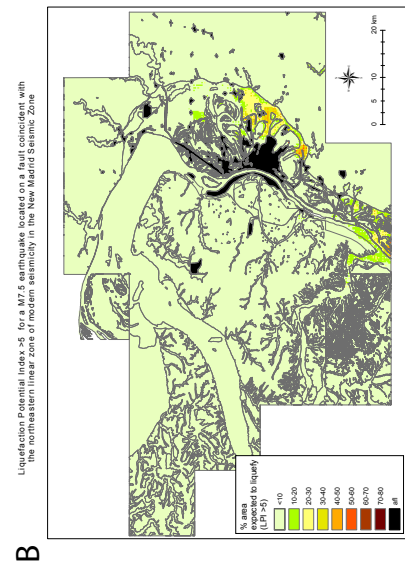 B
Liquefaction Potential Index >5 for a M7.5 earthquake located on a fault coincident with
the northeastern linear zone of modern seismicity in the New Madrid Seismic Zone
% area
expected to liquefy
(LPI >5)
<10
10-20
20-30
30-40
40-50
50-60
60-70
70-80
afl
0 5 10 20 km